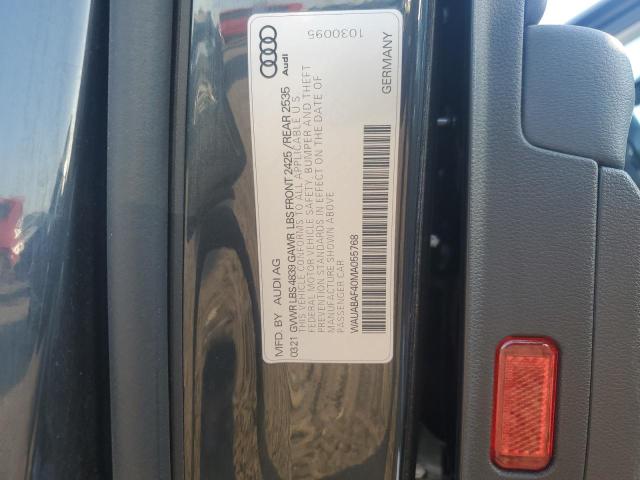 MFD. BY AUDI AG
Audi
0321 GVWR LBS 4839 GAWR LBS FRONT 2425 / REAR 2535
THIS VEHICLE CONFORMS TO ALL APPLICABLE U S
FEDERAL MOTOR VEHICLE SAFETY, BUMPER AND THEFT
PREVENTION STANDARDS IN EFFECT ON THE DATE OF
MANUFACTURE SHOWN ABOVE
PASSENGER CAR
WAUABAF40MA055768
GERMANY
1030095